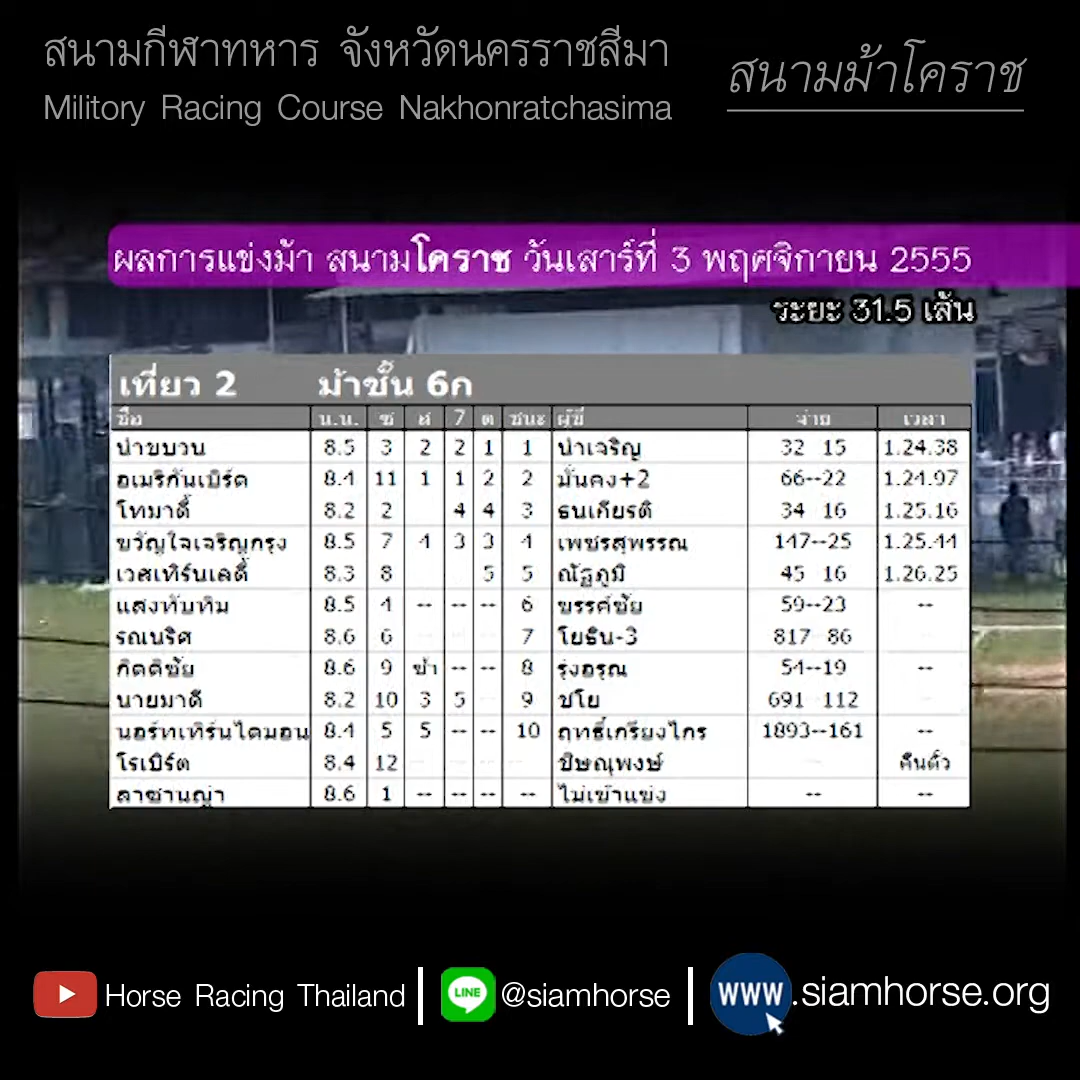 สนามกีฬาทหาร จังหวัดนครราชสีมา
Militory Racing Course Nakhonratchasima
สนามม้าโคราช
ผลการแข่งม้า สนามโคราช วันเสาร์ที่ 3 พฤศจิกายน 2555
ระยะ 31.5 เส้น
เที่ยว 2 ม้าชั้น 6ก
ชื่อ น.น. ซ ส 7 ต ชนะ ผู้ขี่ จ่าย เวลา
นำขบวน 8.5 3 2 2 1 1 นำเจริญ 32--15 1.24.38
อเมริกันเบิร์ด 8.4 11 1 1 2 2 มั่นคง+2 66--22 1.24.97
โทมาตี้ 8.2 2 4 4 3 ธนเกียรติ 34--16 1.25.16
ขวัญใจเจริญกรุง 8.5 7 4 3 3 4 เพชรสุพรรณ 147--25 1.25.44
เวสเทิร์นเลดี้ 8.3 8 5 5 ณัฏฐภูมิ 45--16 1.26.25
แสงทับทิม 8.5 4 -- -- -- 6 ขรรค์ชัย 59--23 --
รณบริศ 8.6 6 -- -- -- 7 โยธิน-3 817--86 --
กิตติชัย 8.6 9 ช้า -- -- 8 รุ่งอรุณ 54--19 --
นายมาดี 8.2 10 3 5 -- 9 ชโย 691--112 --
นอร์ทเทิร์นไดมอน 8.4 5 5 -- -- 10 ฤทธิ์เกรียงไกร 1893--161 --
โรเบิร์ต 8.4 12 -- -- -- -- พิษณุพงษ์ -- คืนตั๋ว
ลาซานญ่า 8.6 1 -- -- -- -- ไม่เข้าแข่ง -- --
Horse Racing Thailand | LINE @siamhorse | www.siamhorse.org